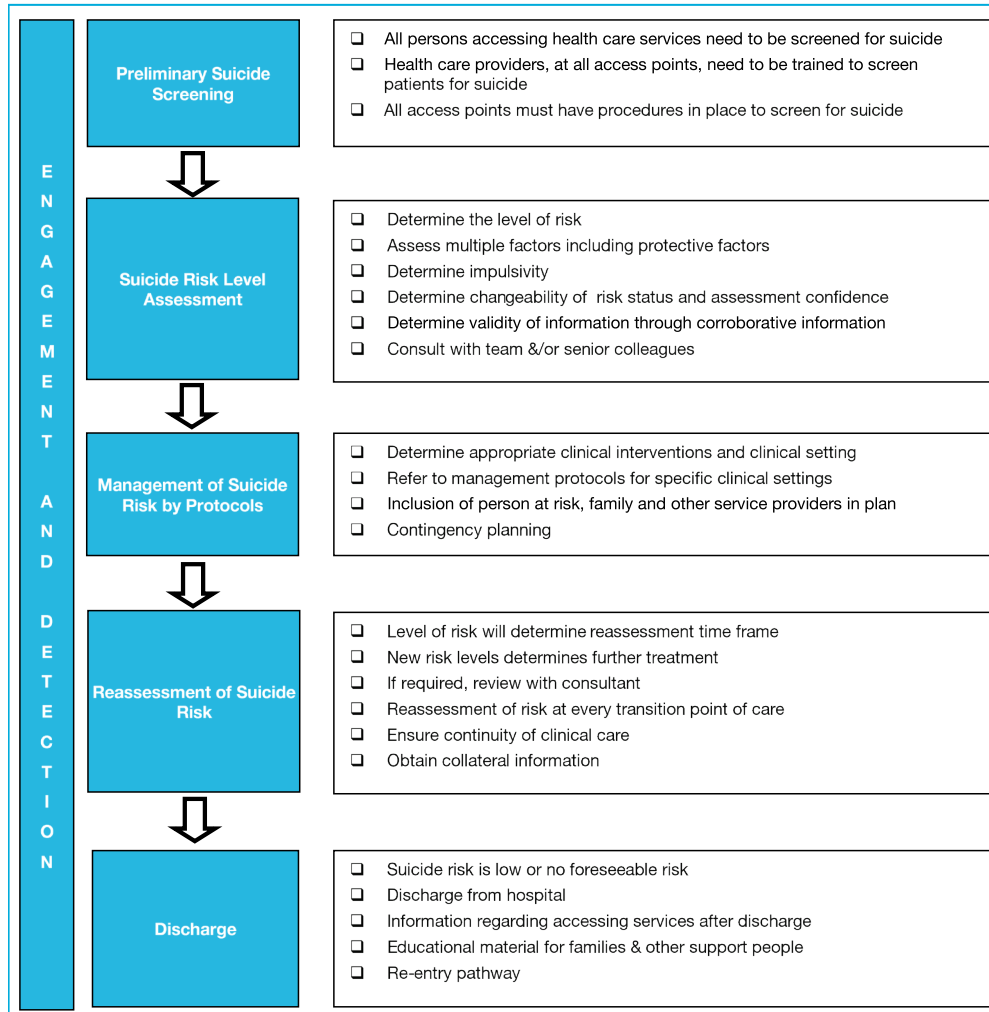 ENGAGEMENT AND DETECTION
Preliminary Suicide
Screening
❑ All persons accessing health care services need to be screened for suicide
❑ Health care providers, at all access points, need to be trained to screen
patients for suicide
❑ All access points must have procedures in place to screen for suicide
Suicide Risk Level
Assessment
❑ Determine the level of risk
❑ Assess multiple factors including protective factors
❑ Determine impulsivity
❑ Determine changeability of risk status and assessment confidence
❑ Determine validity of information through corroborative information
❑ Consult with team &/or senior colleagues
Management of Suicide
Risk by Protocols
❑ Determine appropriate clinical interventions and clinical setting
❑ Refer to management protocols for specific clinical settings
❑ Inclusion of person at risk, family and other service providers in plan
❑ Contingency planning
Reassessment of Suicide
Risk
❑ Level of risk will determine reassessment time frame
❑ New risk levels determines further treatment
❑ If required, review with consultant
❑ Reassessment of risk at every transition point of care
❑ Ensure continuity of clinical care
❑ Obtain collateral information
Discharge
❑ Suicide risk is low or no foreseeable risk
❑ Discharge from hospital
❑ Information regarding accessing services after discharge
❑ Educational material for families & other support people
❑ Re-entry pathway